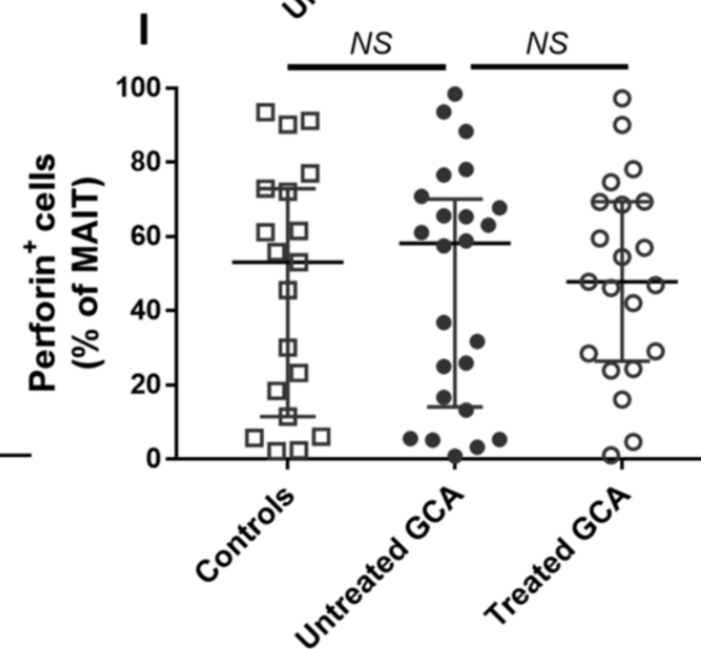 I
NS
NS
Perforin+ cells
(% of MAIT)
100
80
60
40
20
0
Controls
Untreated GCA
Treated GCA